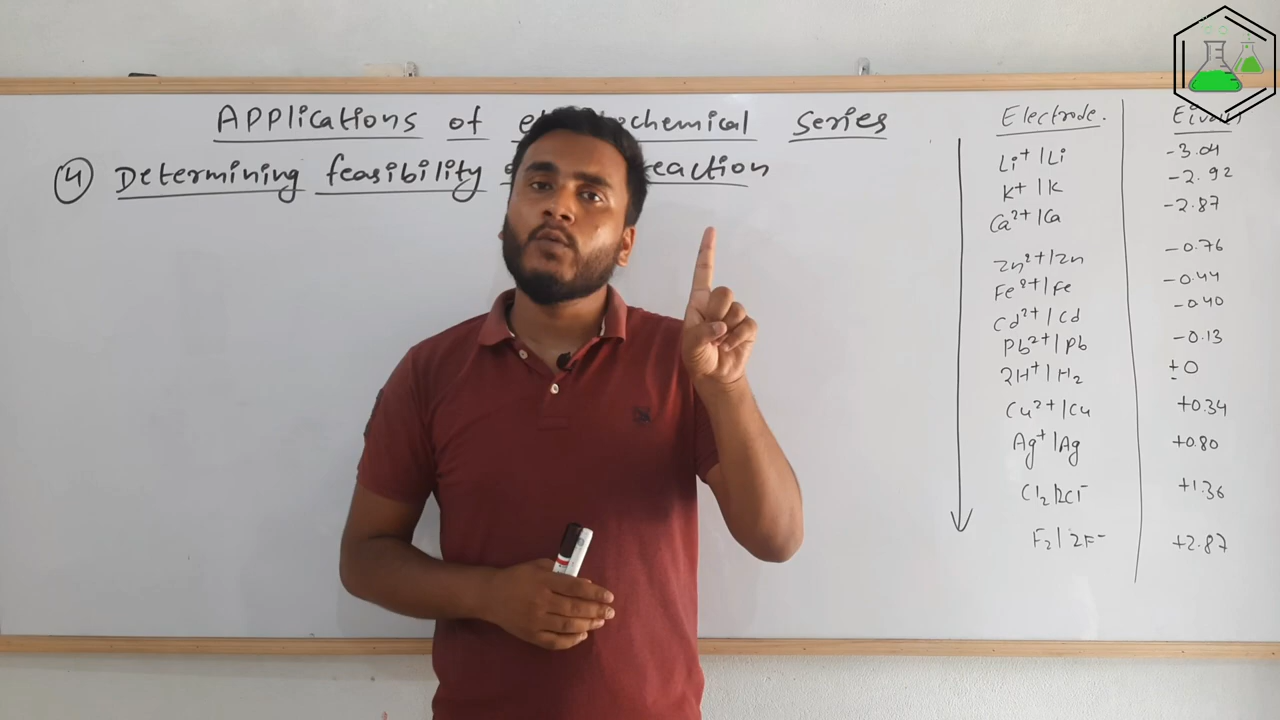 Applications of chemical series
④ Determining feasibility reaction
Electrode. E(volt)
Li⁺ | Li -3.04
K⁺ | K -2.92
Ca²⁺ | Ca -2.87
Zn²⁺ | Zn -0.76
Fe²⁺ | Fe -0.44
Cd²⁺ | Cd -0.40
Pb²⁺ | Pb -0.13
2H⁺ | H₂ ±0
Cu²⁺ | Cu +0.34
Ag⁺ | Ag +0.80
Cl₂ | 2Cl⁻ +1.36
F₂ | 2F⁻ +2.87